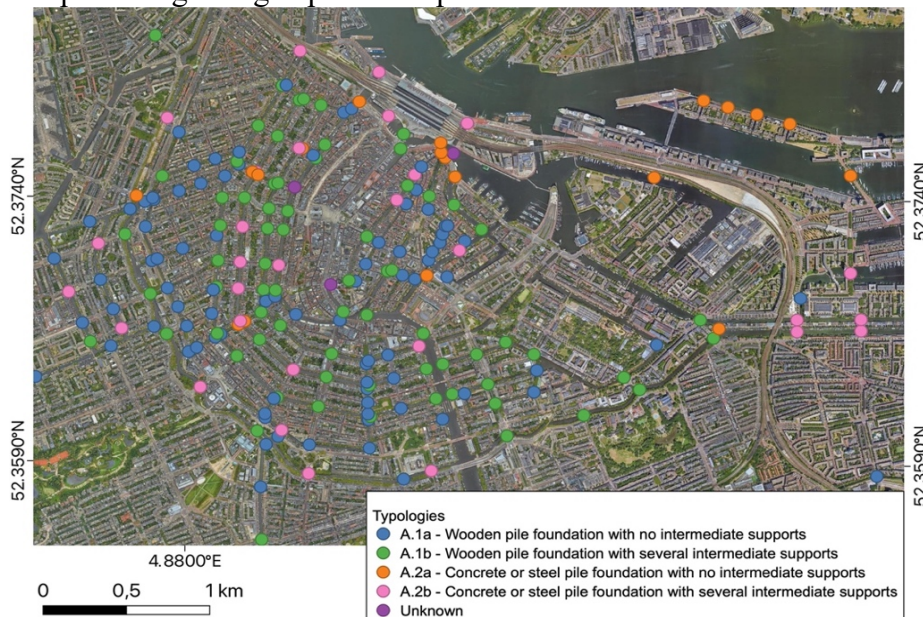 52.3740°N
52.3740°N
52.3590°N
52.3590°N
4.8800°E
0 0,5 1 km
Typologies
A.1a - Wooden pile foundation with no intermediate supports
A.1b - Wooden pile foundation with several intermediate supports
A.2a - Concrete or steel pile foundation with no intermediate supports
A.2b - Concrete or steel pile foundation with several intermediate supports
Unknown